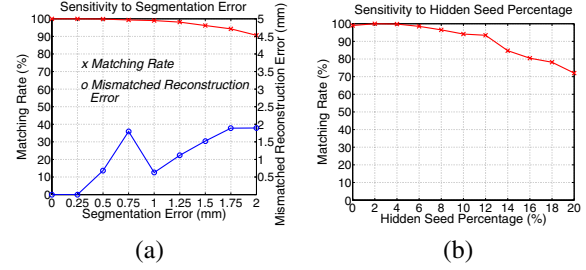 Sensitivity to Segmentation Error
Matching Rate (%)
100
90
80
70
60
50
40
30
20
10
0
x Matching Rate
o Mismatched Reconstruction
Error
5
4.5
4
3.5
3
2.5
2
1.5
1
0.5
Mismatched Reconstruction Error (mm)
0 0.25 0.5 0.75 1 1.25 1.5 1.75 2
Segmentation Error (mm)
(a)
Sensitivity to Hidden Seed Percentage
Matching Rate (%)
100
90
80
70
60
50
40
30
20
10
0
0 2 4 6 8 10 12 14 16 18 20
Hidden Seed Percentage (%)
(b)